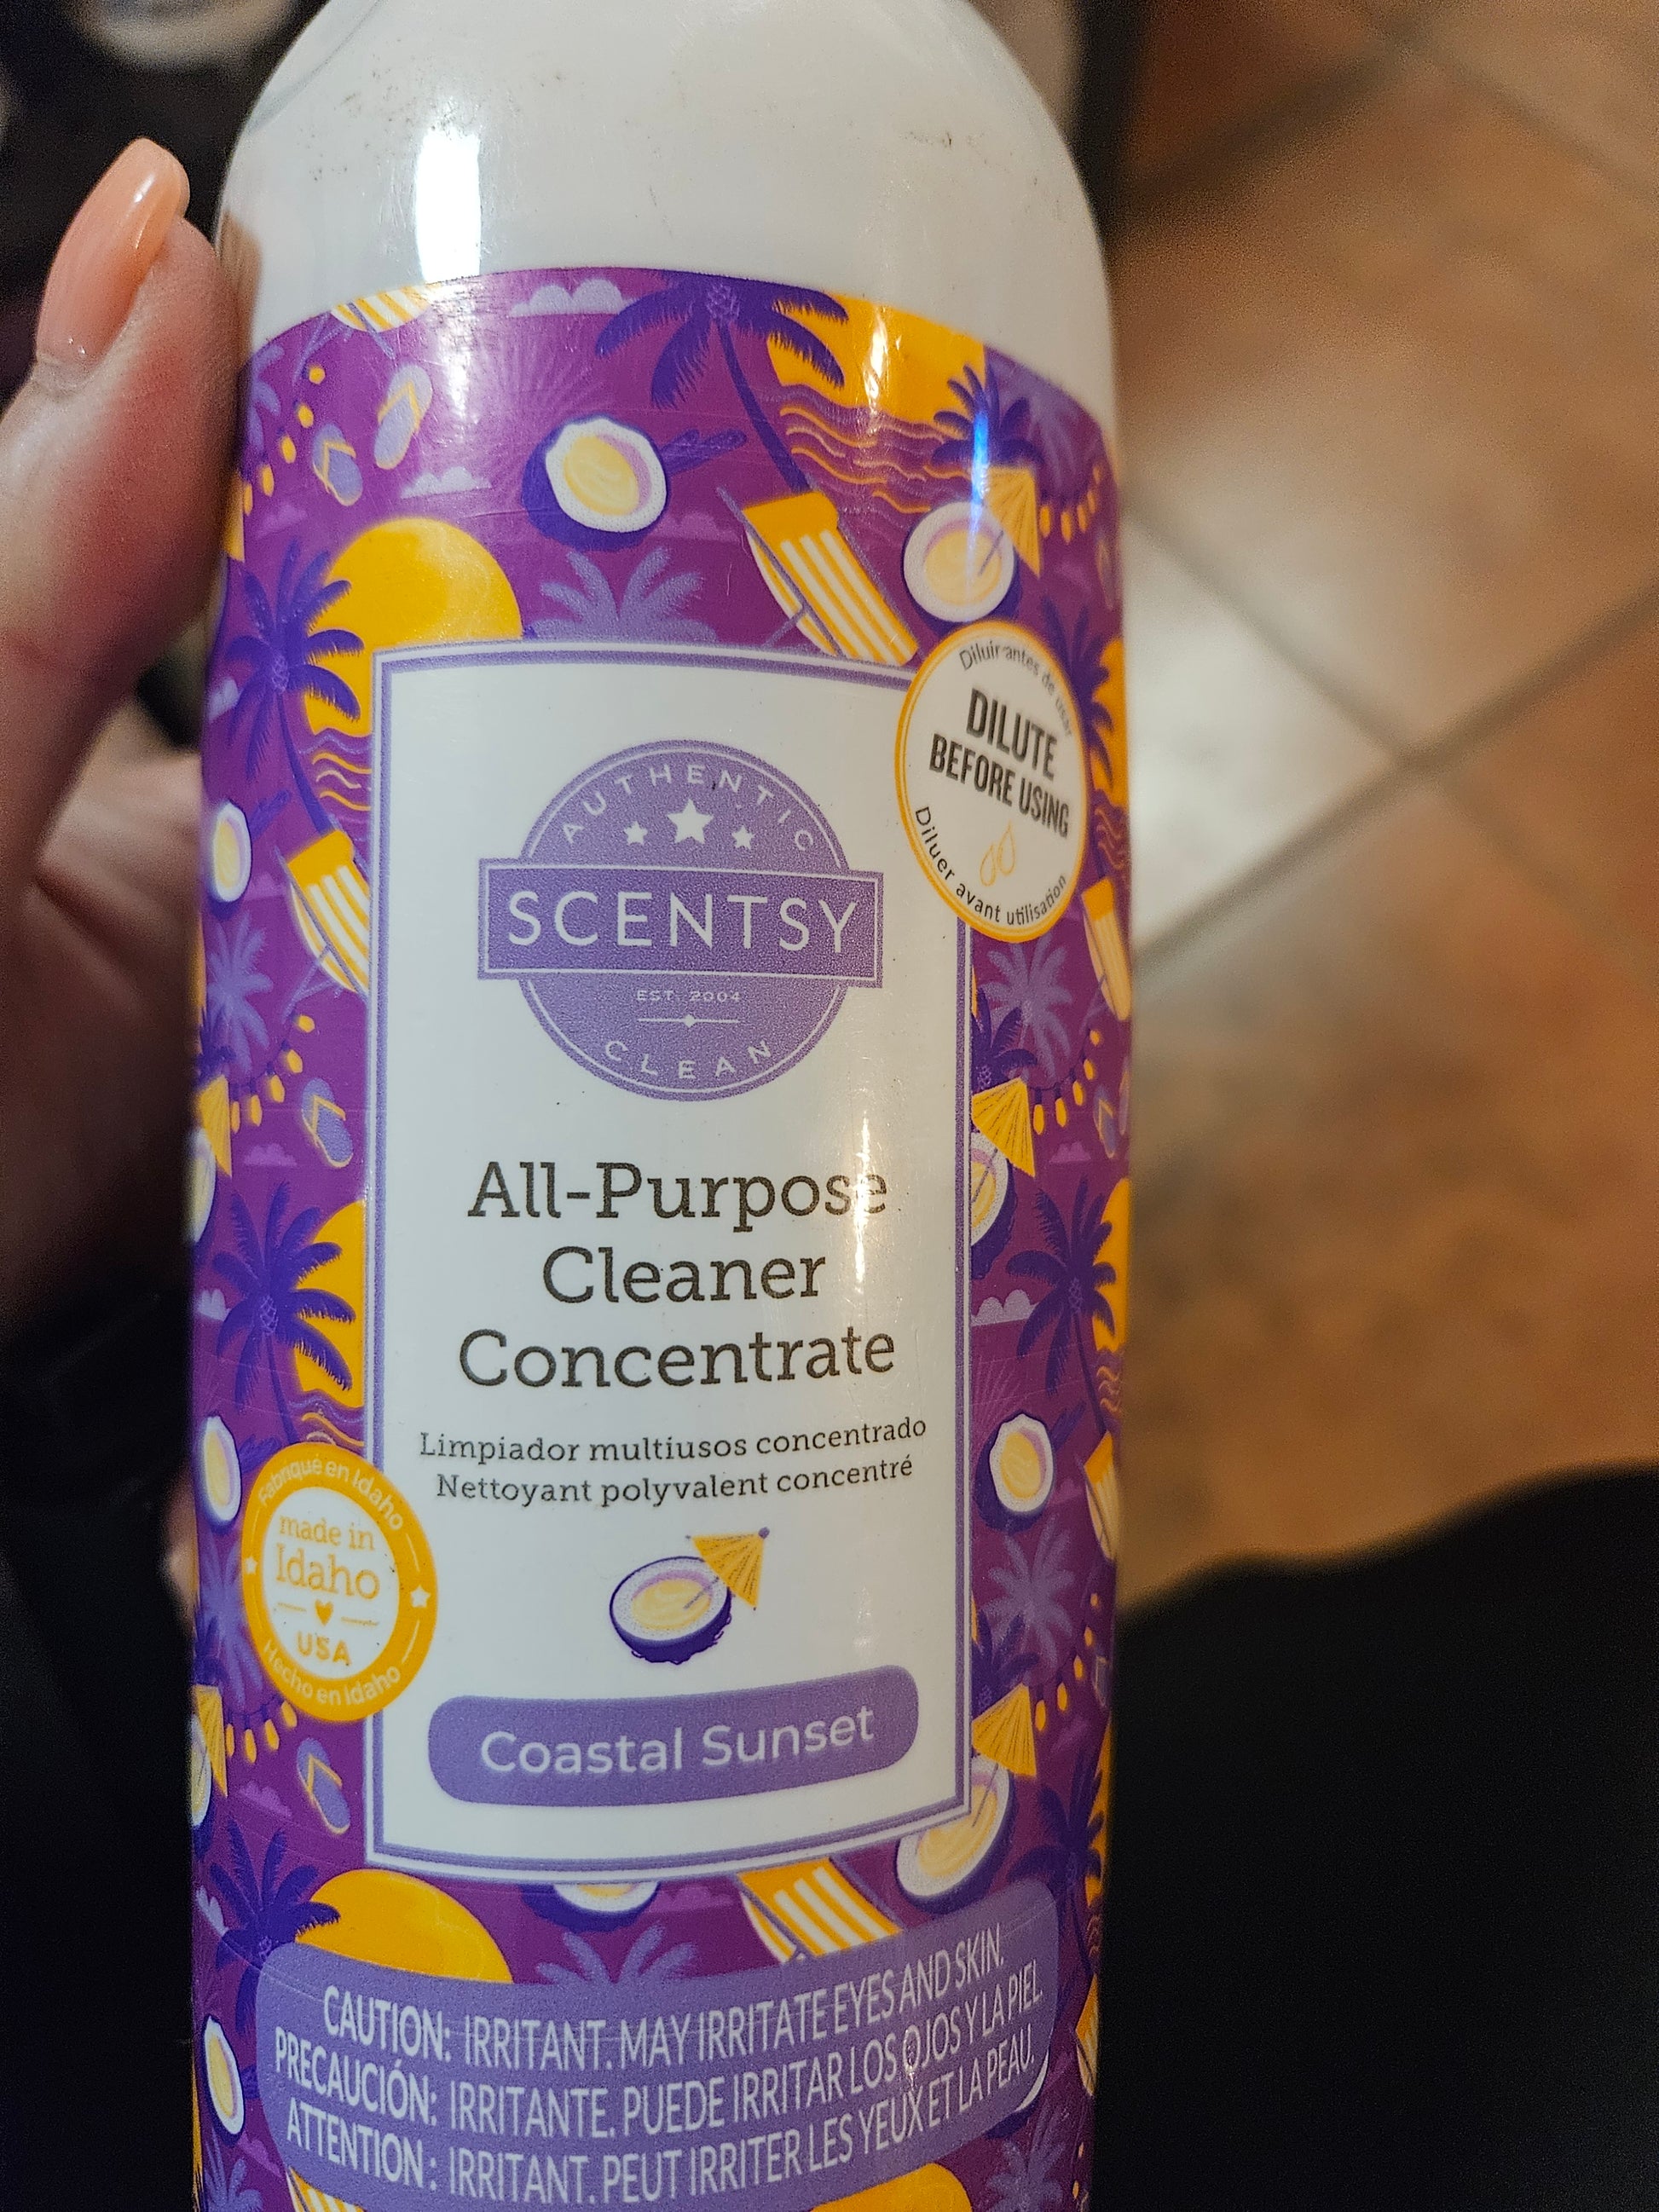 Diluir antes de usar
DILUTE
BEFORE USING
Diluer avant utilisation
AUTHENTIC
SCENTSY
EST. 2004
CLEAN
All-Purpose
Cleaner
Concentrate
Limpiador multiusos concentrado
Nettoyant polyvalent concentré
Fabriqué en Idaho
made in
Idaho
USA
Hecho en Idaho
Coastal Sunset
CAUTION: IRRITANT. MAY IRRITATE EYES AND SKIN.
PRECAUCIÓN: IRRITANTE. PUEDE IRRITAR LOS OJOS Y LA PIEL.
ATTENTION : IRRITANT. PEUT IRRITER LES YEUX ET LA PEAU.